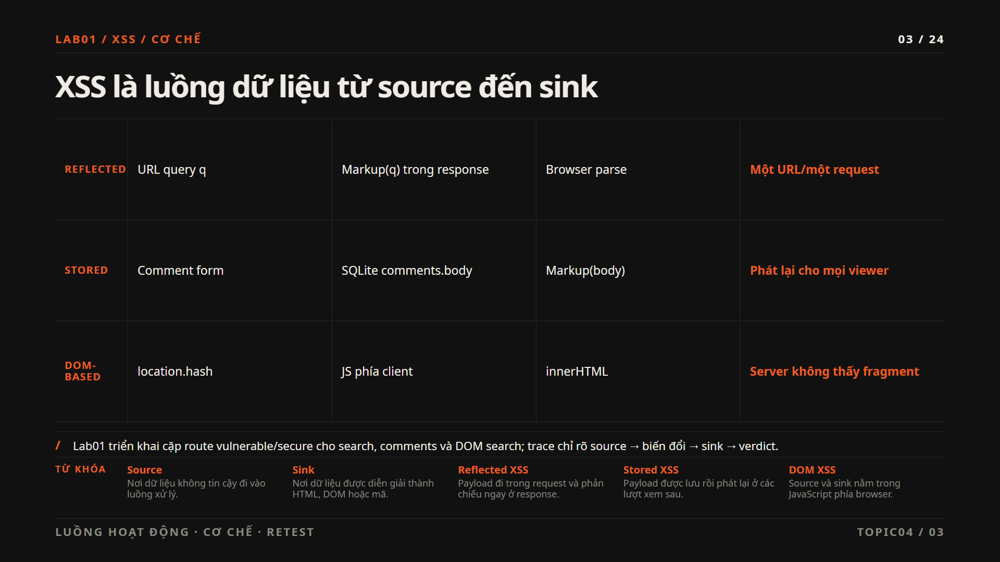 LAB01 / XSS / CƠ CHẾ
03 / 24
XSS là luồng dữ liệu từ source đến sink
REFLECTED
URL query q
Markup(q) trong response
Browser parse
Một URL/một request
STORED
Comment form
SQLite comments.body
Markup(body)
Phát lại cho mọi viewer
DOM-
BASED
location.hash
JS phía client
innerHTML
Server không thấy fragment
/ Lab01 triển khai cặp route vulnerable/secure cho search, comments và DOM search; trace chỉ rõ source → biến đổi → sink → verdict.
TỪ KHÓA
Source
Nơi dữ liệu không tin cậy đi vào
luồng xử lý.
Sink
Nơi dữ liệu được diễn giải thành
HTML, DOM hoặc mã.
Reflected XSS
Payload đi trong request và phản
chiếu ngay ở response.
Stored XSS
Payload được lưu rồi phát lại ở các
lượt xem sau.
DOM XSS
Source và sink nằm trong
JavaScript phía browser.
LUỒNG HOẠT ĐỘNG · CƠ CHẾ · RETEST
TOPIC04 / 03